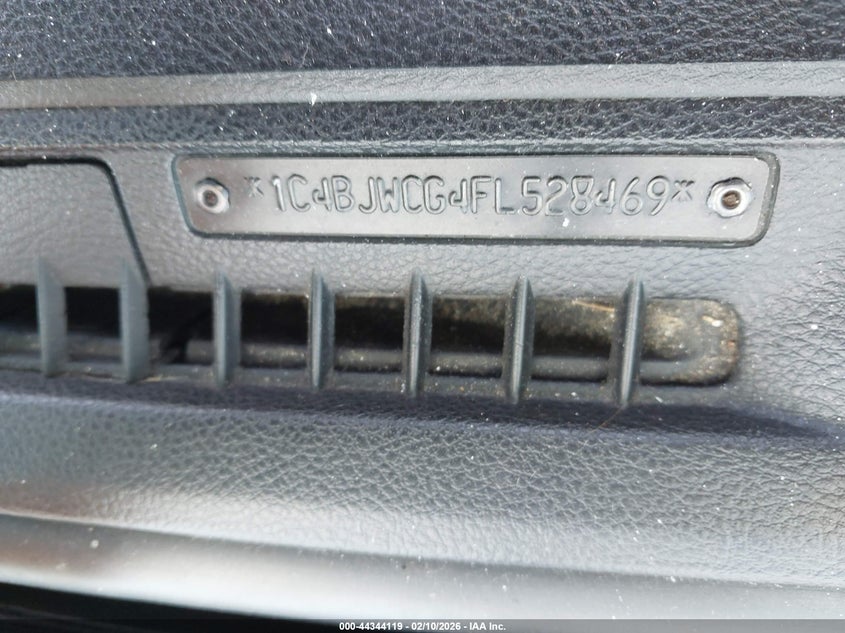 *1C4BJWCG4FL528469*
000-44344119 | 02/10/2026 – IAA Inc.